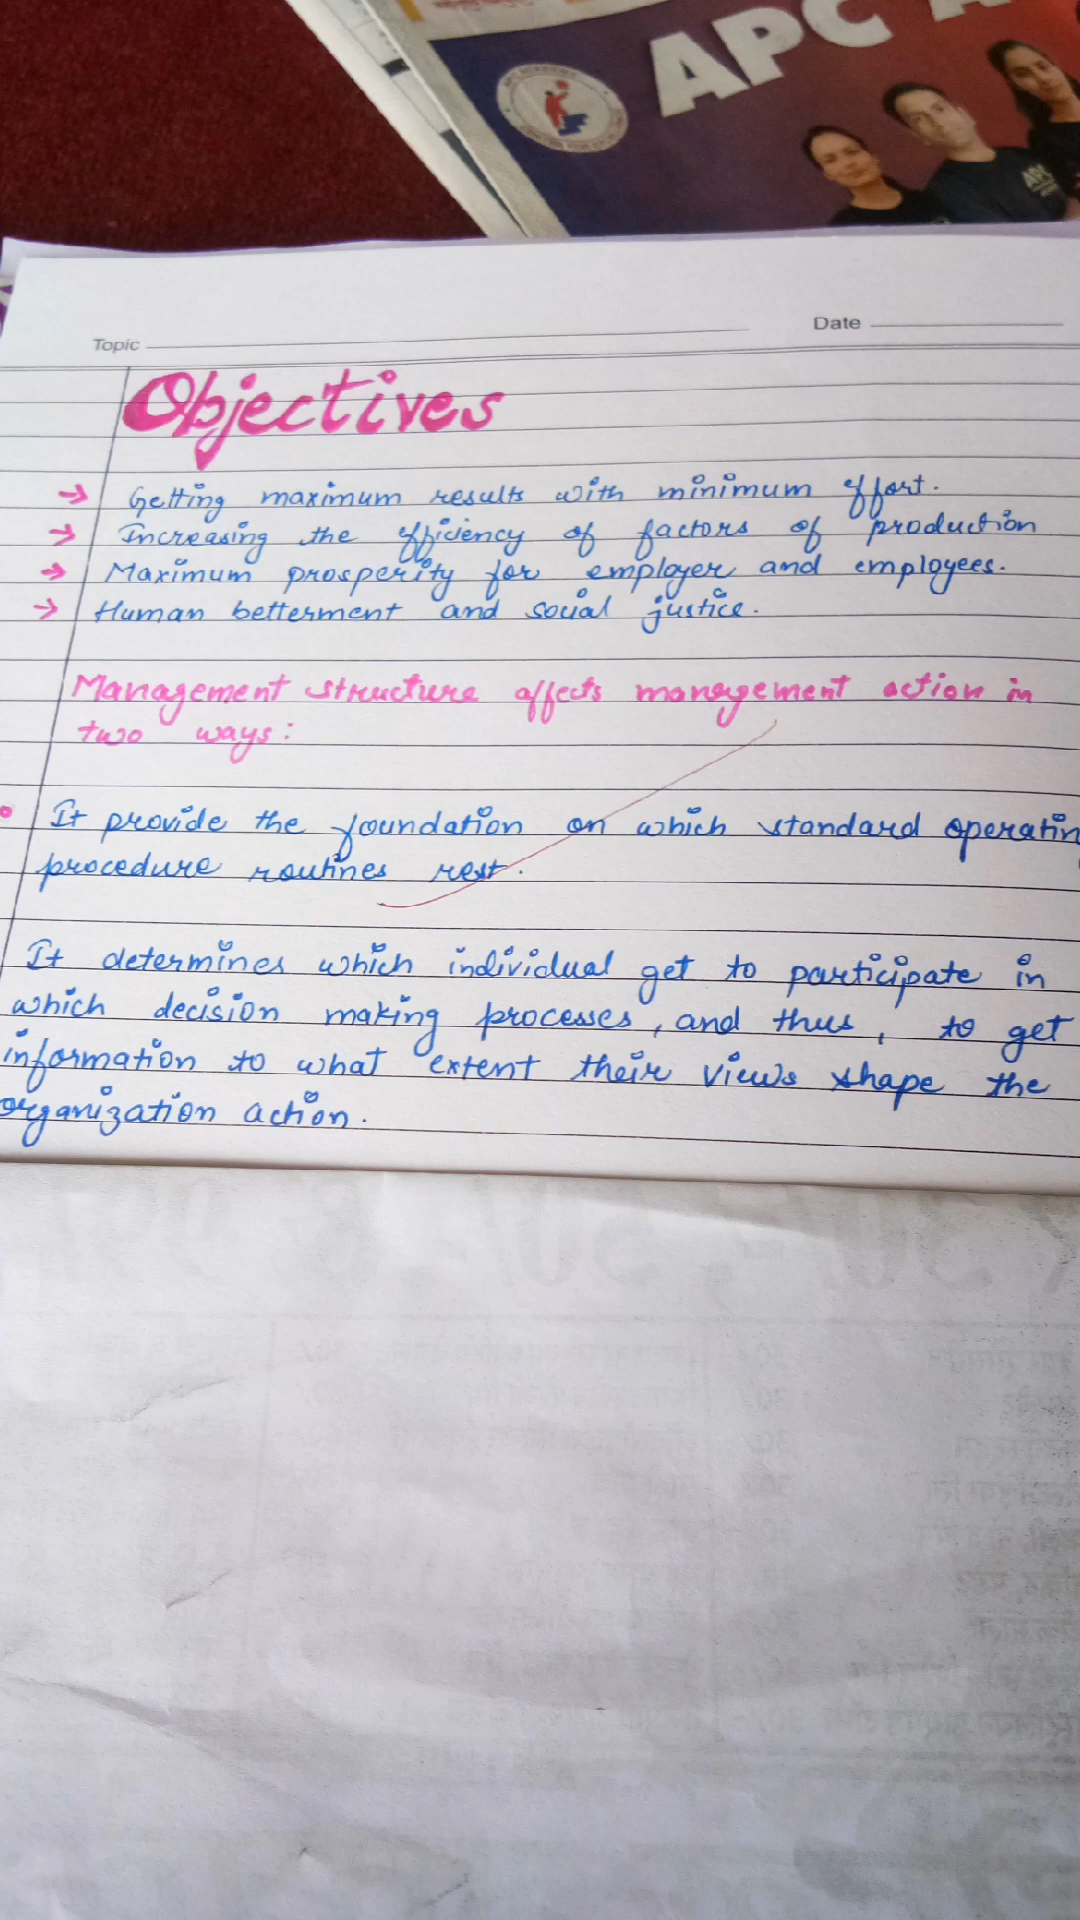 APC
Topic
Date
Objectives
→ Getting maximum results with minimum effort.
→ Increasing the efficiency of factors of production
→ Maximum prosperity for employer and employees.
→ Human betterment and social justice.
Management structure affects management action in
two ways:
• It provide the foundation on which standard operatin
procedure routines rest.
It determines which individual get to participate in
which decision making processes, and thus, to get
information to what extent their views shape the
organization action.